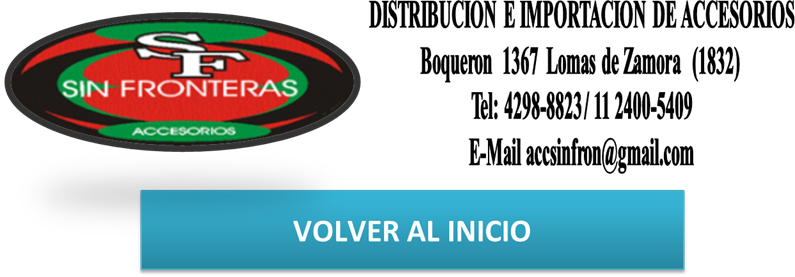 SF
SIN FRONTERAS
ACCESORIOS
DISTRIBUCION E IMPORTACION DE ACCESORIOS
Boqueron 1367 Lomas de Zamora (1832)
Tel: 4298-8823 / 11 2400-5409
E-Mail accsinfron@gmail.com
VOLVER AL INICIO